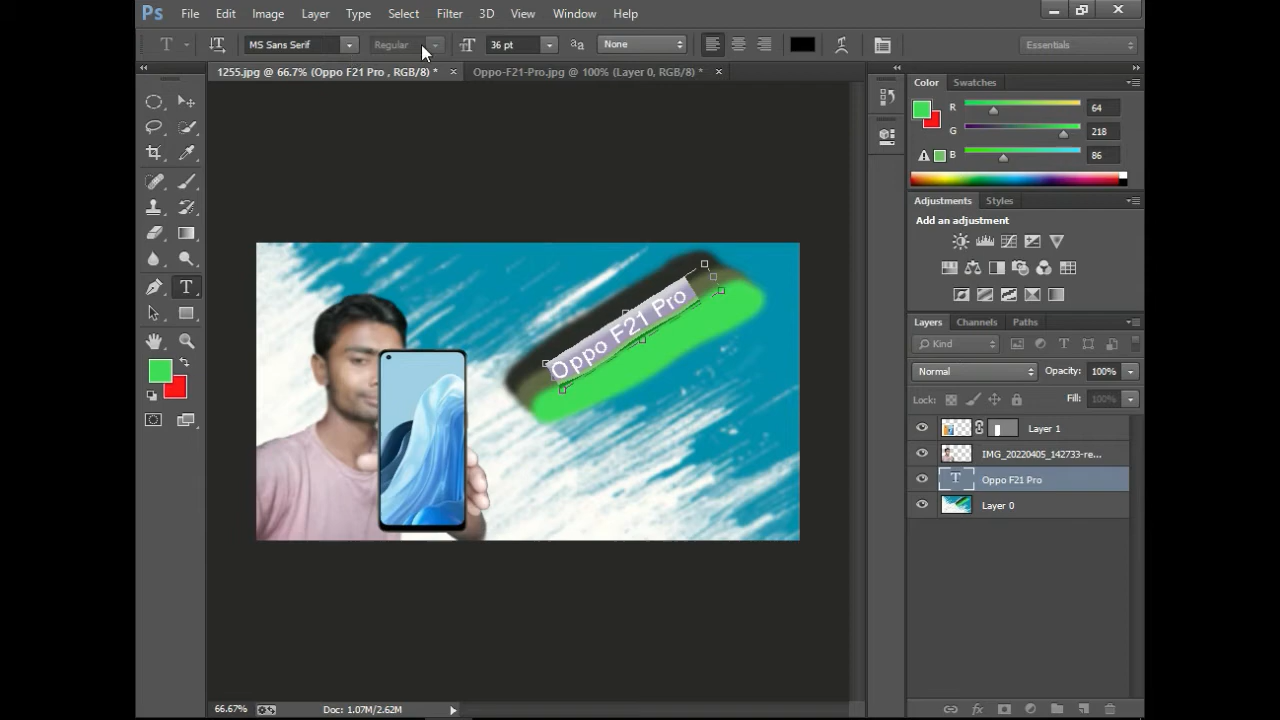 Ps File Edit Image Layer Type Select Filter 3D View Window Help
T MS Sans Serif Regular 36 pt aa None Essentials
1255.jpg @ 66.7% (Oppo F21 Pro , RGB/8) * × Oppo-F21-Pro.jpg @ 100% (Layer 0, RGB/8) * ×
Color Swatches
R 64
G 218
B 86
Adjustments Styles
Add an adjustment
Oppo F21 Pro
Layers Channels Paths
Kind
Normal Opacity: 100%
Lock: Fill: 100%
Layer 1
IMG_20220405_142733-re...
Oppo F21 Pro
Layer 0
66.67% Doc: 1.07M/2.62M